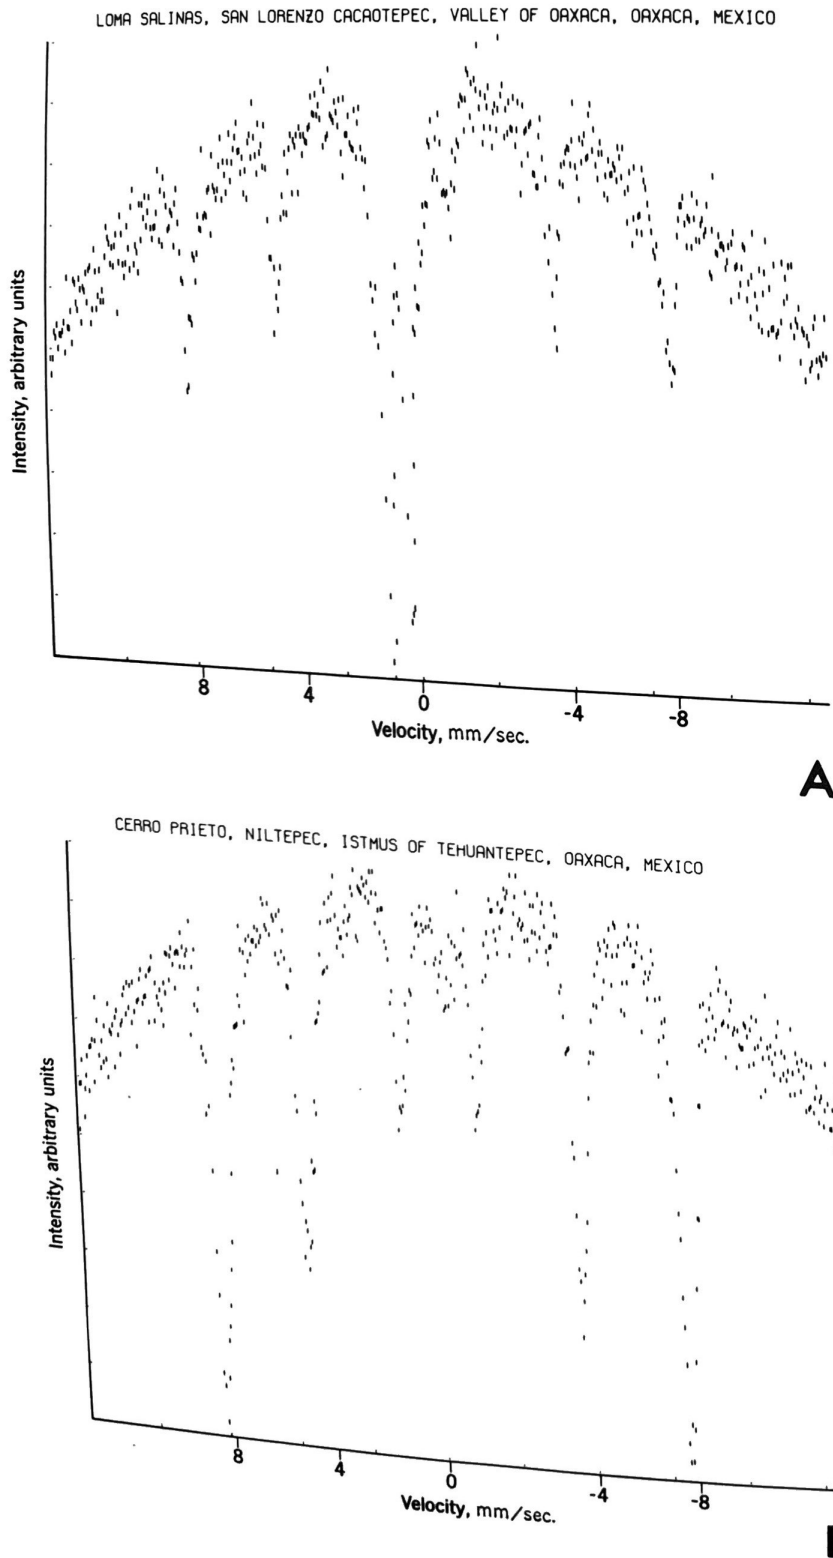 LOMA SALINAS, SAN LORENZO CACAOTEPEC, VALLEY OF OAXACA, OAXACA, MEXICO
Intensity, arbitrary units
8 4 0 -4 -8
Velocity, mm/sec.
A
CERRO PRIETO, NILTEPEC, ISTMUS OF TEHUANTEPEC, OAXACA, MEXICO
Intensity, arbitrary units
8 4 0 -4 -8
Velocity, mm/sec.